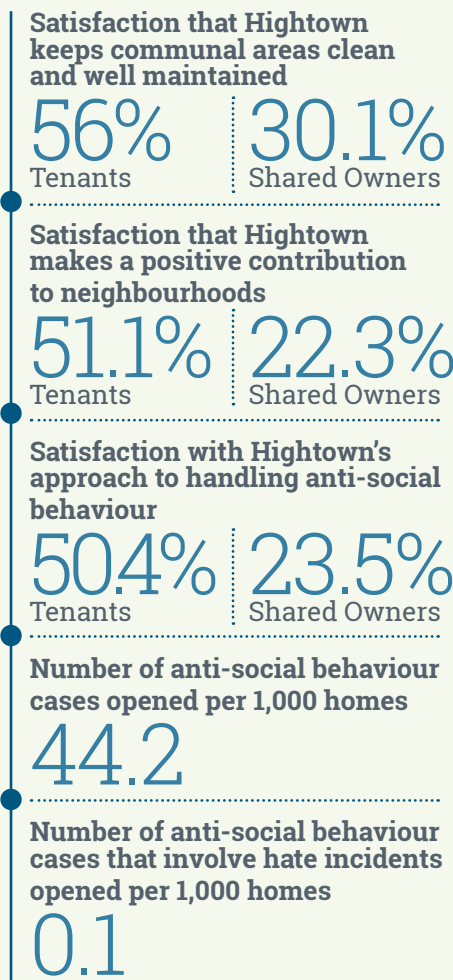 Satisfaction that Hightown
keeps communal areas clean
and well maintained
56% 30.1%
Tenants Shared Owners
Satisfaction that Hightown
makes a positive contribution
to neighbourhoods
51.1% 22.3%
Tenants Shared Owners
Satisfaction with Hightown’s
approach to handling anti-social
behaviour
50.4% 23.5%
Tenants Shared Owners
Number of anti-social behaviour
cases opened per 1,000 homes
44.2
Number of anti-social behaviour
cases that involve hate incidents
opened per 1,000 homes
0.1